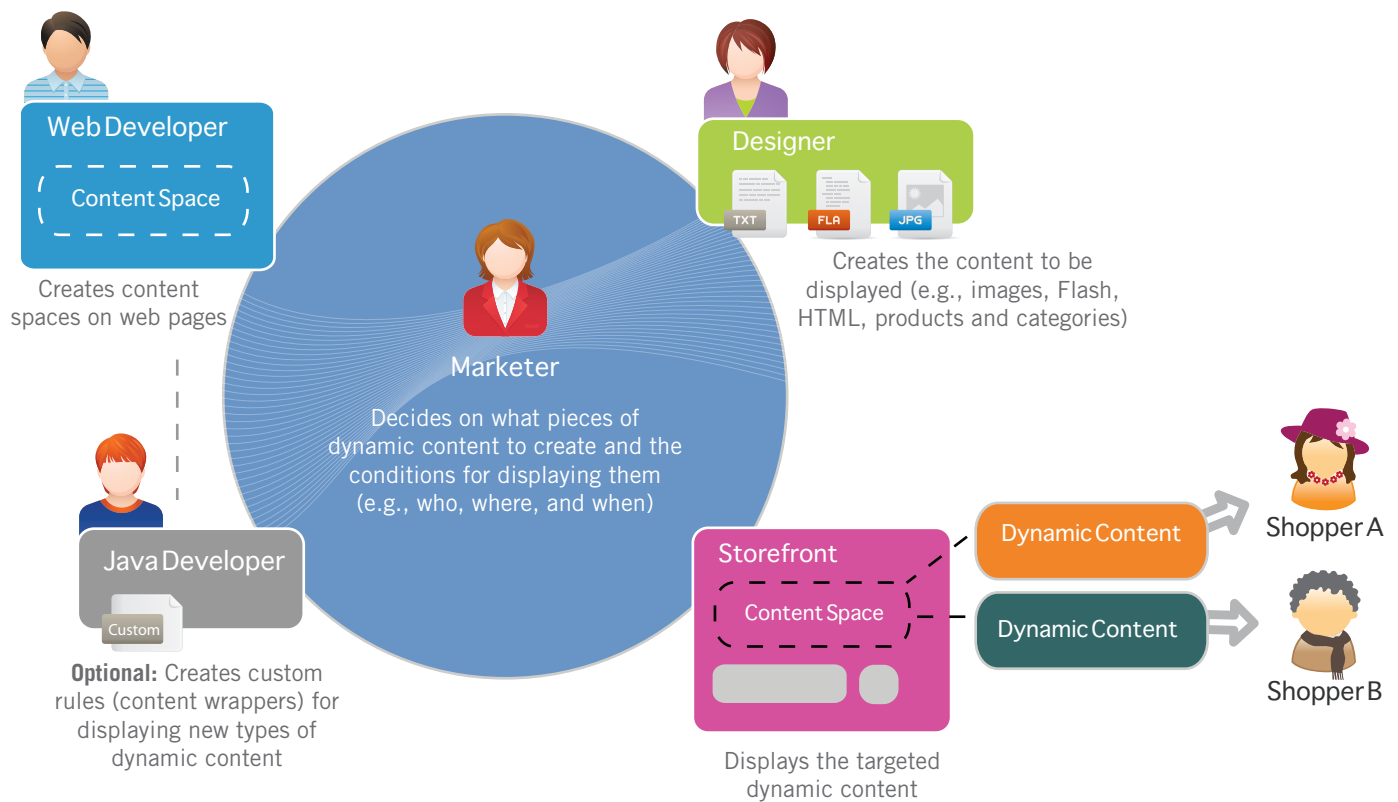 Web Developer
Content Space
Creates content
spaces on web pages
Designer
TXT
FLA
JPG
Creates the content to be
displayed (e.g., images, Flash,
HTML, products and categories)
Marketer
Decides on what pieces of
dynamic content to create and the
conditions for displaying them
(e.g., who, where, and when)
Java Developer
Custom
Optional: Creates custom
rules (content wrappers) for
displaying new types of
dynamic content
Storefront
Content Space
Displays the targeted
dynamic content
Dynamic Content
Shopper A
Dynamic Content
Shopper B